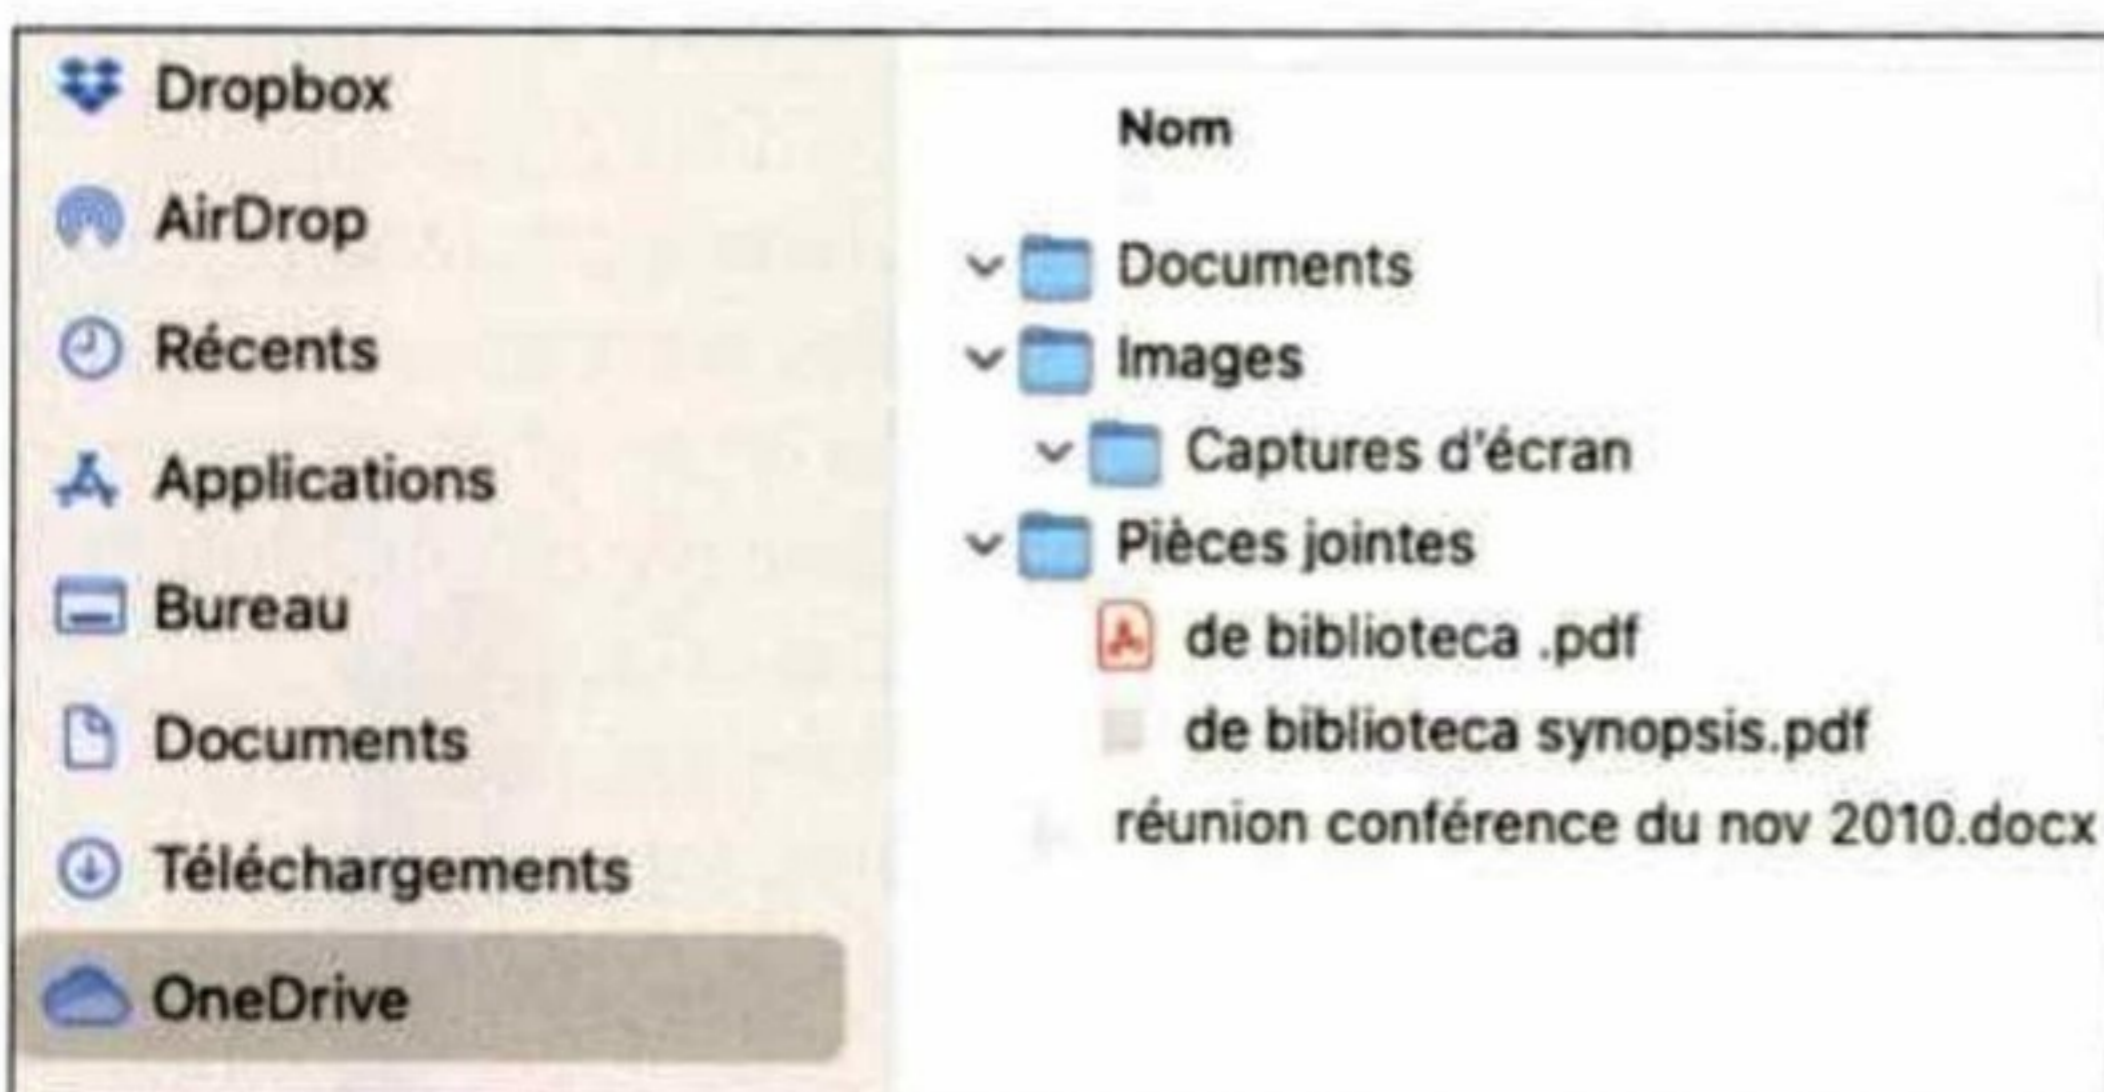 Dropbox
AirDrop
Récents
Applications
Bureau
Documents
Téléchargements
OneDrive
Nom
Documents
Images
Captures d'écran
Pièces jointes
de biblioteca .pdf
de biblioteca synopsis.pdf
réunion conférence du nov 2010.docx